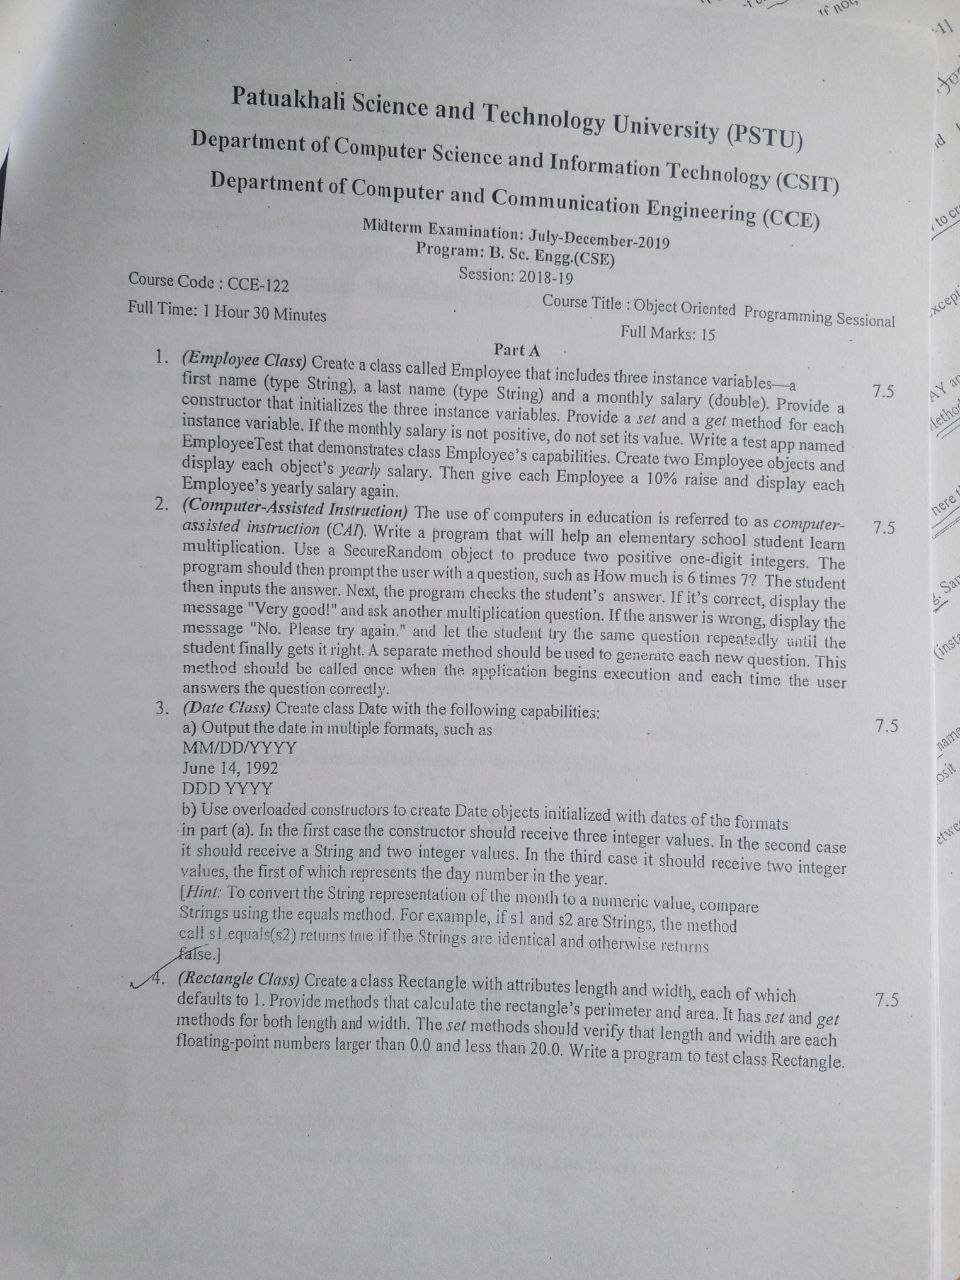 Patuakhali Science and Technology University (PSTU)
Department of Computer Science and Information Technology (CSIT)
Department of Computer and Communication Engineering (CCE)
Midterm Examination: July-December-2019
Program: B. Sc. Engg.(CSE)
Session: 2018-19
Course Code : CCE-122
Course Title : Object Oriented Programming Sessional
Full Time: 1 Hour 30 Minutes
Full Marks: 15
Part A
1. (Employee Class) Create a class called Employee that includes three instance variables—a 7.5
first name (type String), a last name (type String) and a monthly salary (double). Provide a
constructor that initializes the three instance variables. Provide a set and a get method for each
instance variable. If the monthly salary is not positive, do not set its value. Write a test app named
EmployeeTest that demonstrates class Employee's capabilities. Create two Employee objects and
display each object's yearly salary. Then give each Employee a 10% raise and display each
Employee's yearly salary again.
2. (Computer-Assisted Instruction) The use of computers in education is referred to as computer- 7.5
assisted instruction (CAI). Write a program that will help an elementary school student learn
multiplication. Use a SecureRandom object to produce two positive one-digit integers. The
program should then prompt the user with a question, such as How much is 6 times 7? The student
then inputs the answer. Next, the program checks the student's answer. If it's correct, display the
message "Very good!" and ask another multiplication question. If the answer is wrong, display the
message "No. Please try again." and let the student try the same question repeatedly until the
student finally gets it right. A separate method should be used to generate each new question. This
method should be called once when the application begins execution and each time the user
answers the question correctly.
3. (Date Class) Create class Date with the following capabilities: 7.5
a) Output the date in multiple formats, such as
MM/DD/YYYY
June 14, 1992
DDD YYYY
b) Use overloaded constructors to create Date objects initialized with dates of the formats
in part (a). In the first case the constructor should receive three integer values. In the second case
it should receive a String and two integer values. In the third case it should receive two integer
values, the first of which represents the day number in the year.
[Hint: To convert the String representation of the month to a numeric value, compare
Strings using the equals method. For example, if s1 and s2 are Strings, the method
call s1.equals(s2) returns true if the Strings are identical and otherwise returns
false.]
4. (Rectangle Class) Create a class Rectangle with attributes length and width, each of which 7.5
defaults to 1. Provide methods that calculate the rectangle's perimeter and area. It has set and get
methods for both length and width. The set methods should verify that length and width are each
floating-point numbers larger than 0.0 and less than 20.0. Write a program to test class Rectangle.